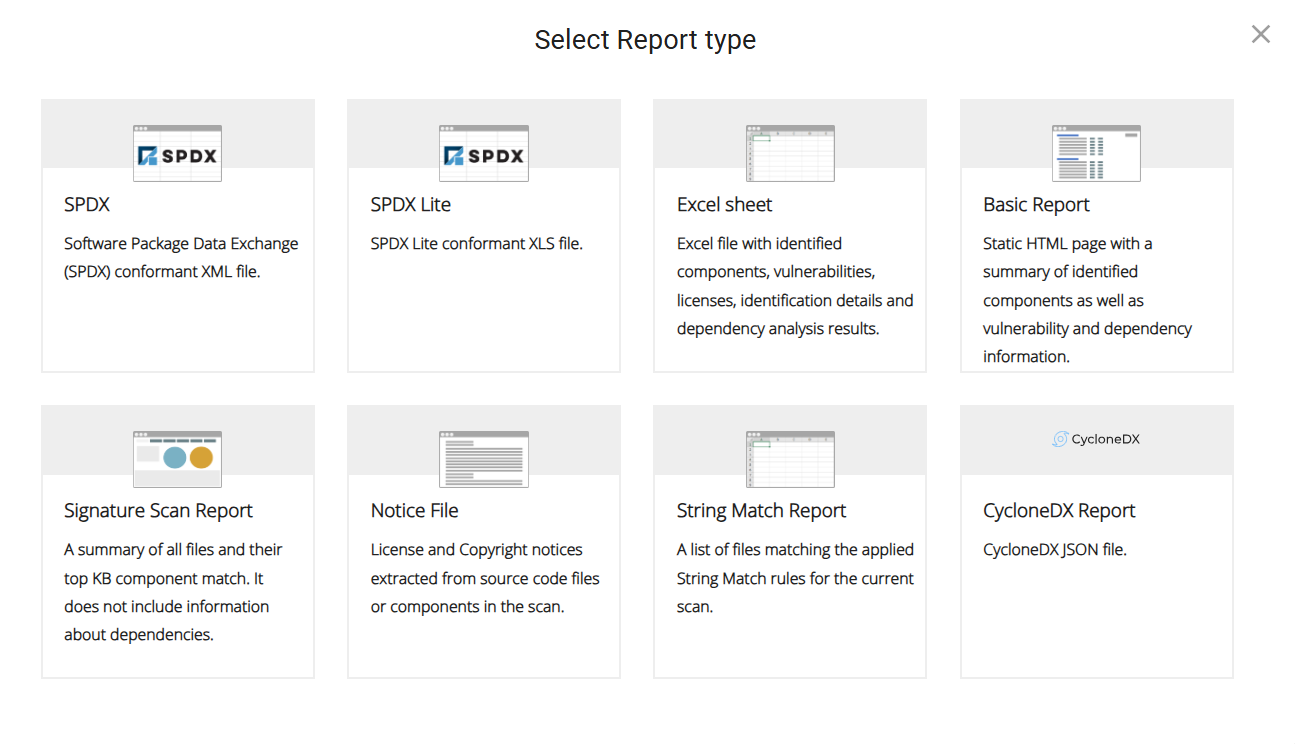 Select Report type
SPDX
SPDX
Software Package Data Exchange
(SPDX) conformant XML file.
SPDX
SPDX Lite
SPDX Lite conformant XLS file.
Excel sheet
Excel file with identified
components, vulnerabilities,
licenses, identification details and
dependency analysis results.
Basic Report
Static HTML page with a
summary of identified
components as well as
vulnerability and dependency
information.
Signature Scan Report
A summary of all files and their
top KB component match. It
does not include information
about dependencies.
Notice File
License and Copyright notices
extracted from source code files
or components in the scan.
String Match Report
A list of files matching the applied
String Match rules for the current
scan.
CycloneDX
CycloneDX Report
CycloneDX JSON file.